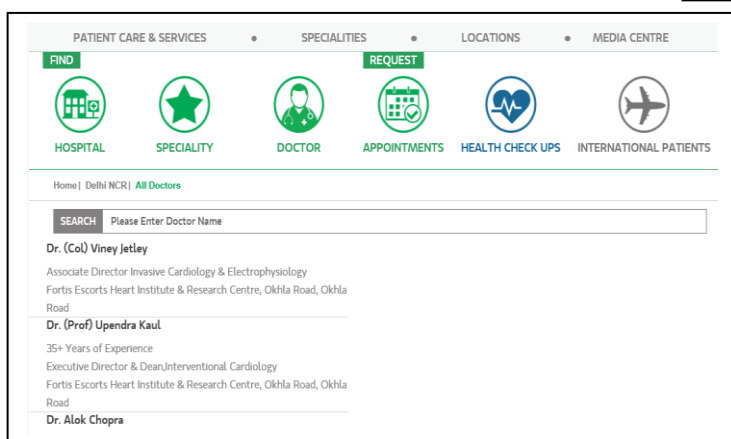 PATIENT CARE & SERVICES • SPECIALITIES • LOCATIONS • MEDIA CENTRE
FIND REQUEST
HOSPITAL SPECIALITY DOCTOR APPOINTMENTS HEALTH CHECK UPS INTERNATIONAL PATIENTS
Home | Delhi NCR | All Doctors
SEARCH Please Enter Doctor Name
Dr. (Col) Viney Jetley
Associate Director Invasive Cardiology & Electrophysiology
Fortis Escorts Heart Institute & Research Centre, Okhla Road, Okhla
Road
Dr. (Prof) Upendra Kaul
35+ Years of Experience
Executive Director & Dean,Interventional Cardiology
Fortis Escorts Heart Institute & Research Centre, Okhla Road, Okhla
Road
Dr. Alok Chopra